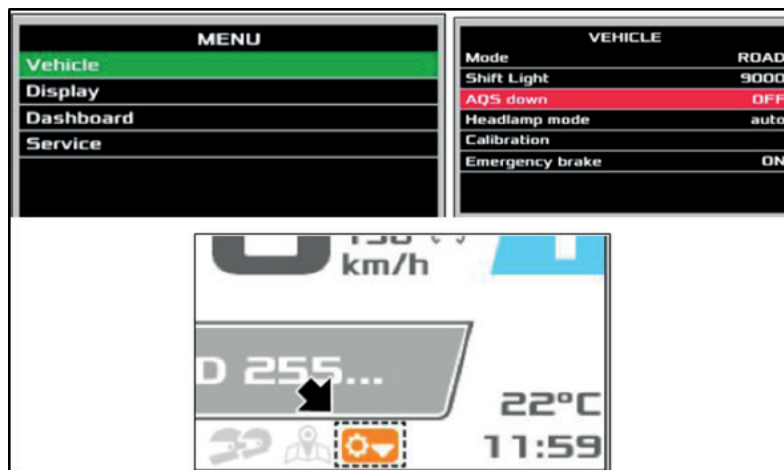 MENU
Vehicle
Display
Dashboard
Service
VEHICLE
Mode ROAD
Shift Light 9000
AQS down OFF
Headlamp mode auto
Calibration
Emergency brake ON
km/h
D 255...
22°C
11:59